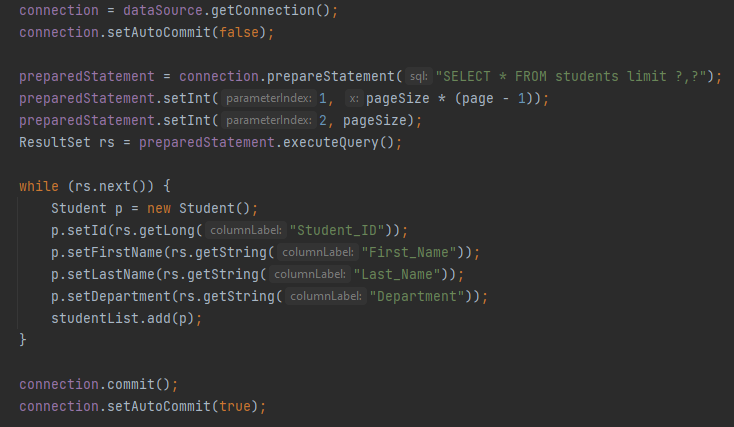 connection = dataSource.getConnection();
connection.setAutoCommit(false);
preparedStatement = connection.prepareStatement( sql: "SELECT * FROM students limit ?,?");
preparedStatement.setInt( parameterIndex: 1, x: pageSize * (page - 1));
preparedStatement.setInt( parameterIndex: 2, pageSize);
ResultSet rs = preparedStatement.executeQuery();
while (rs.next()) {
    Student p = new Student();
    p.setId(rs.getLong( columnLabel: "Student_ID"));
    p.setFirstName(rs.getString( columnLabel: "First_Name"));
    p.setLastName(rs.getString( columnLabel: "Last_Name"));
    p.setDepartment(rs.getString( columnLabel: "Department"));
    studentList.add(p);
}
connection.commit();
connection.setAutoCommit(true);